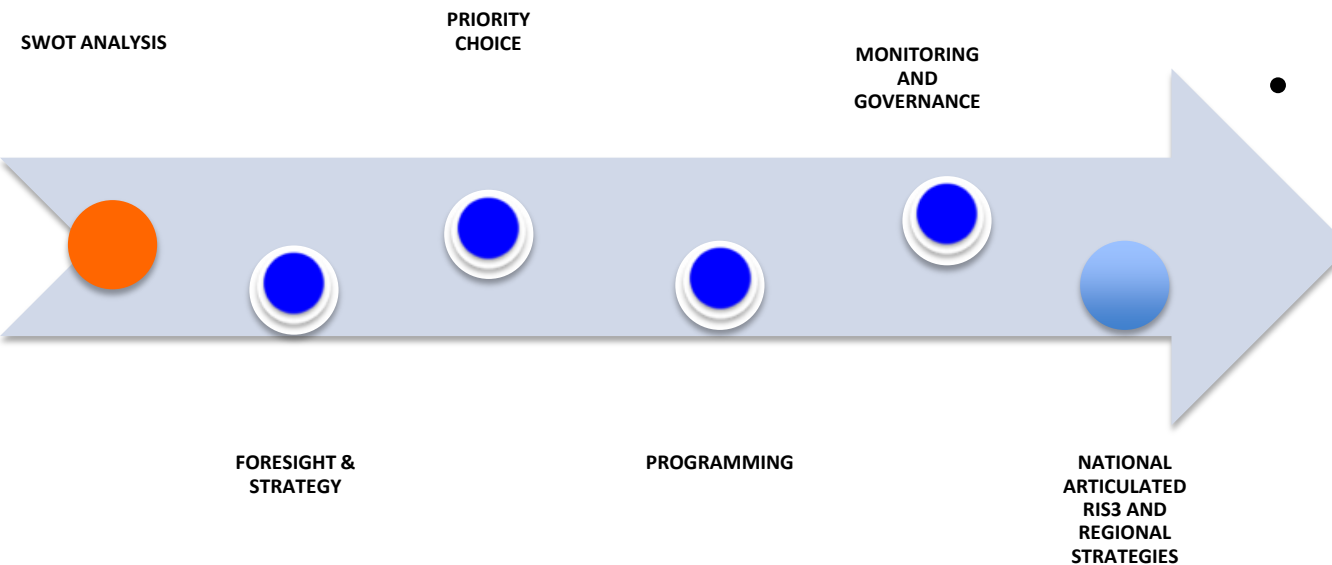 SWOT ANALYSIS
PRIORITY
CHOICE
MONITORING
AND
GOVERNANCE
FORESIGHT &
STRATEGY
PROGRAMMING
NATIONAL
ARTICULATED
RIS3 AND
REGIONAL
STRATEGIES